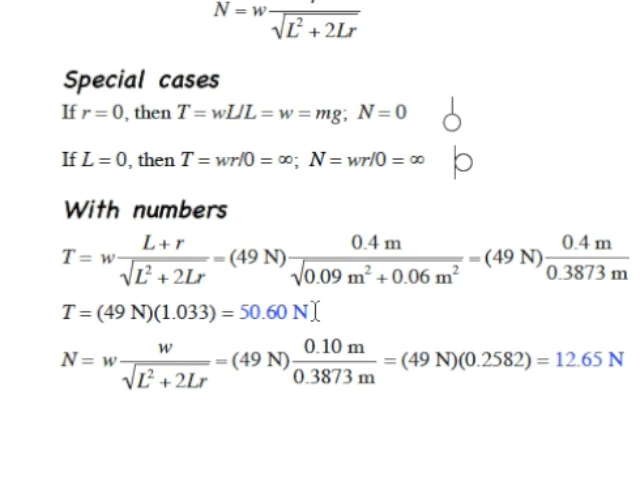 N = w / √L² + 2Lr
Special cases
If r = 0, then T = wL/L = w = mg; N = 0
If L = 0, then T = wr/0 = ∞; N = wr/0 = ∞
With numbers
T = w (L + r) / √L² + 2Lr = (49 N) 0.4 m / √0.09 m² + 0.06 m² = (49 N) 0.4 m / 0.3873 m
T = (49 N)(1.033) = 50.60 N
N = w w / √L² + 2Lr = (49 N) 0.10 m / 0.3873 m = (49 N)(0.2582) = 12.65 N